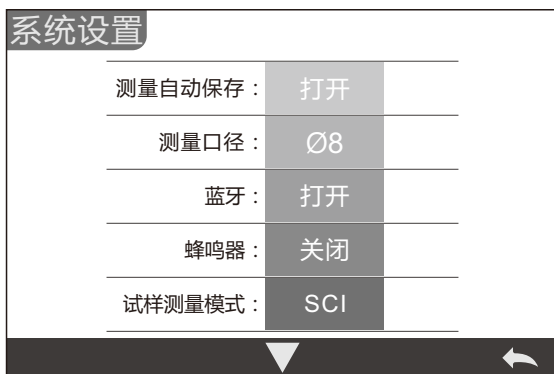 系统设置
测量自动保存： 打开
测量口径： Ø8
蓝牙： 打开
蜂鸣器： 关闭
试样测量模式： SCI